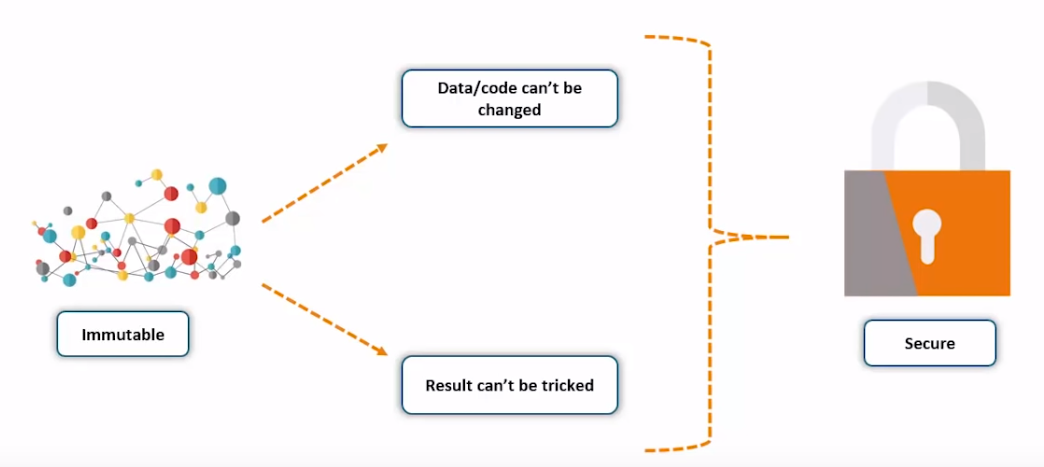 Data/code can't be
changed
Immutable
Secure
Result can't be tricked